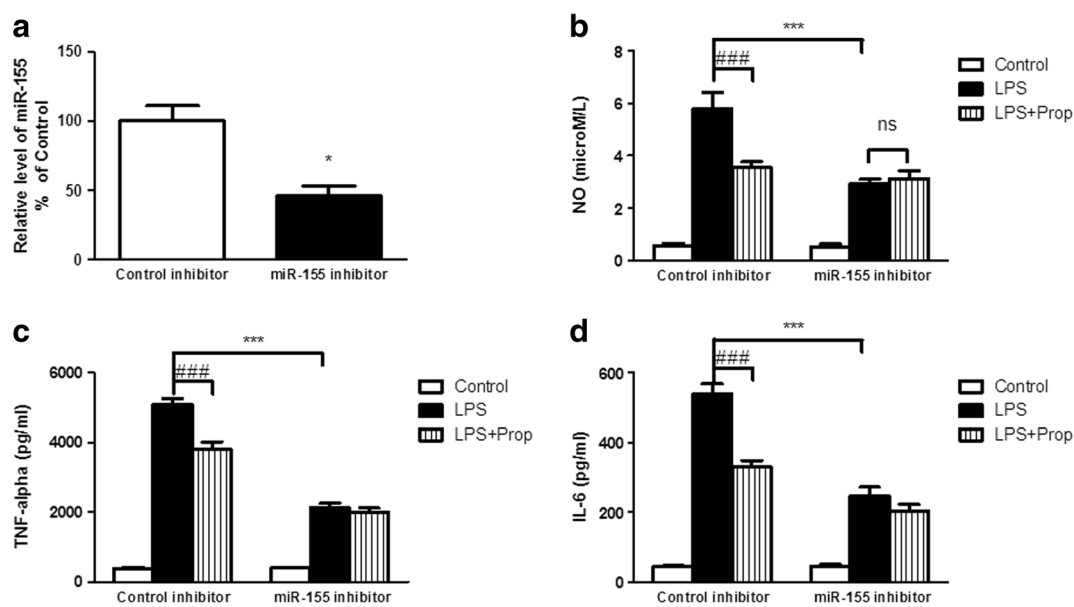 a
Relative level of miR-155
% of Control
150
100
50
0
*
Control inhibitor
miR-155 inhibitor
b
NO (microM/L)
8
6
4
2
0
***
###
ns
Control
LPS
LPS+Prop
Control inhibitor
miR-155 inhibitor
c
TNF-alpha (pg/ml)
6000
4000
2000
0
***
###
Control
LPS
LPS+Prop
Control inhibitor
miR-155 inhibitor
d
IL-6 (pg/ml)
600
400
200
0
***
###
Control
LPS
LPS+Prop
Control inhibitor
miR-155 inhibitor